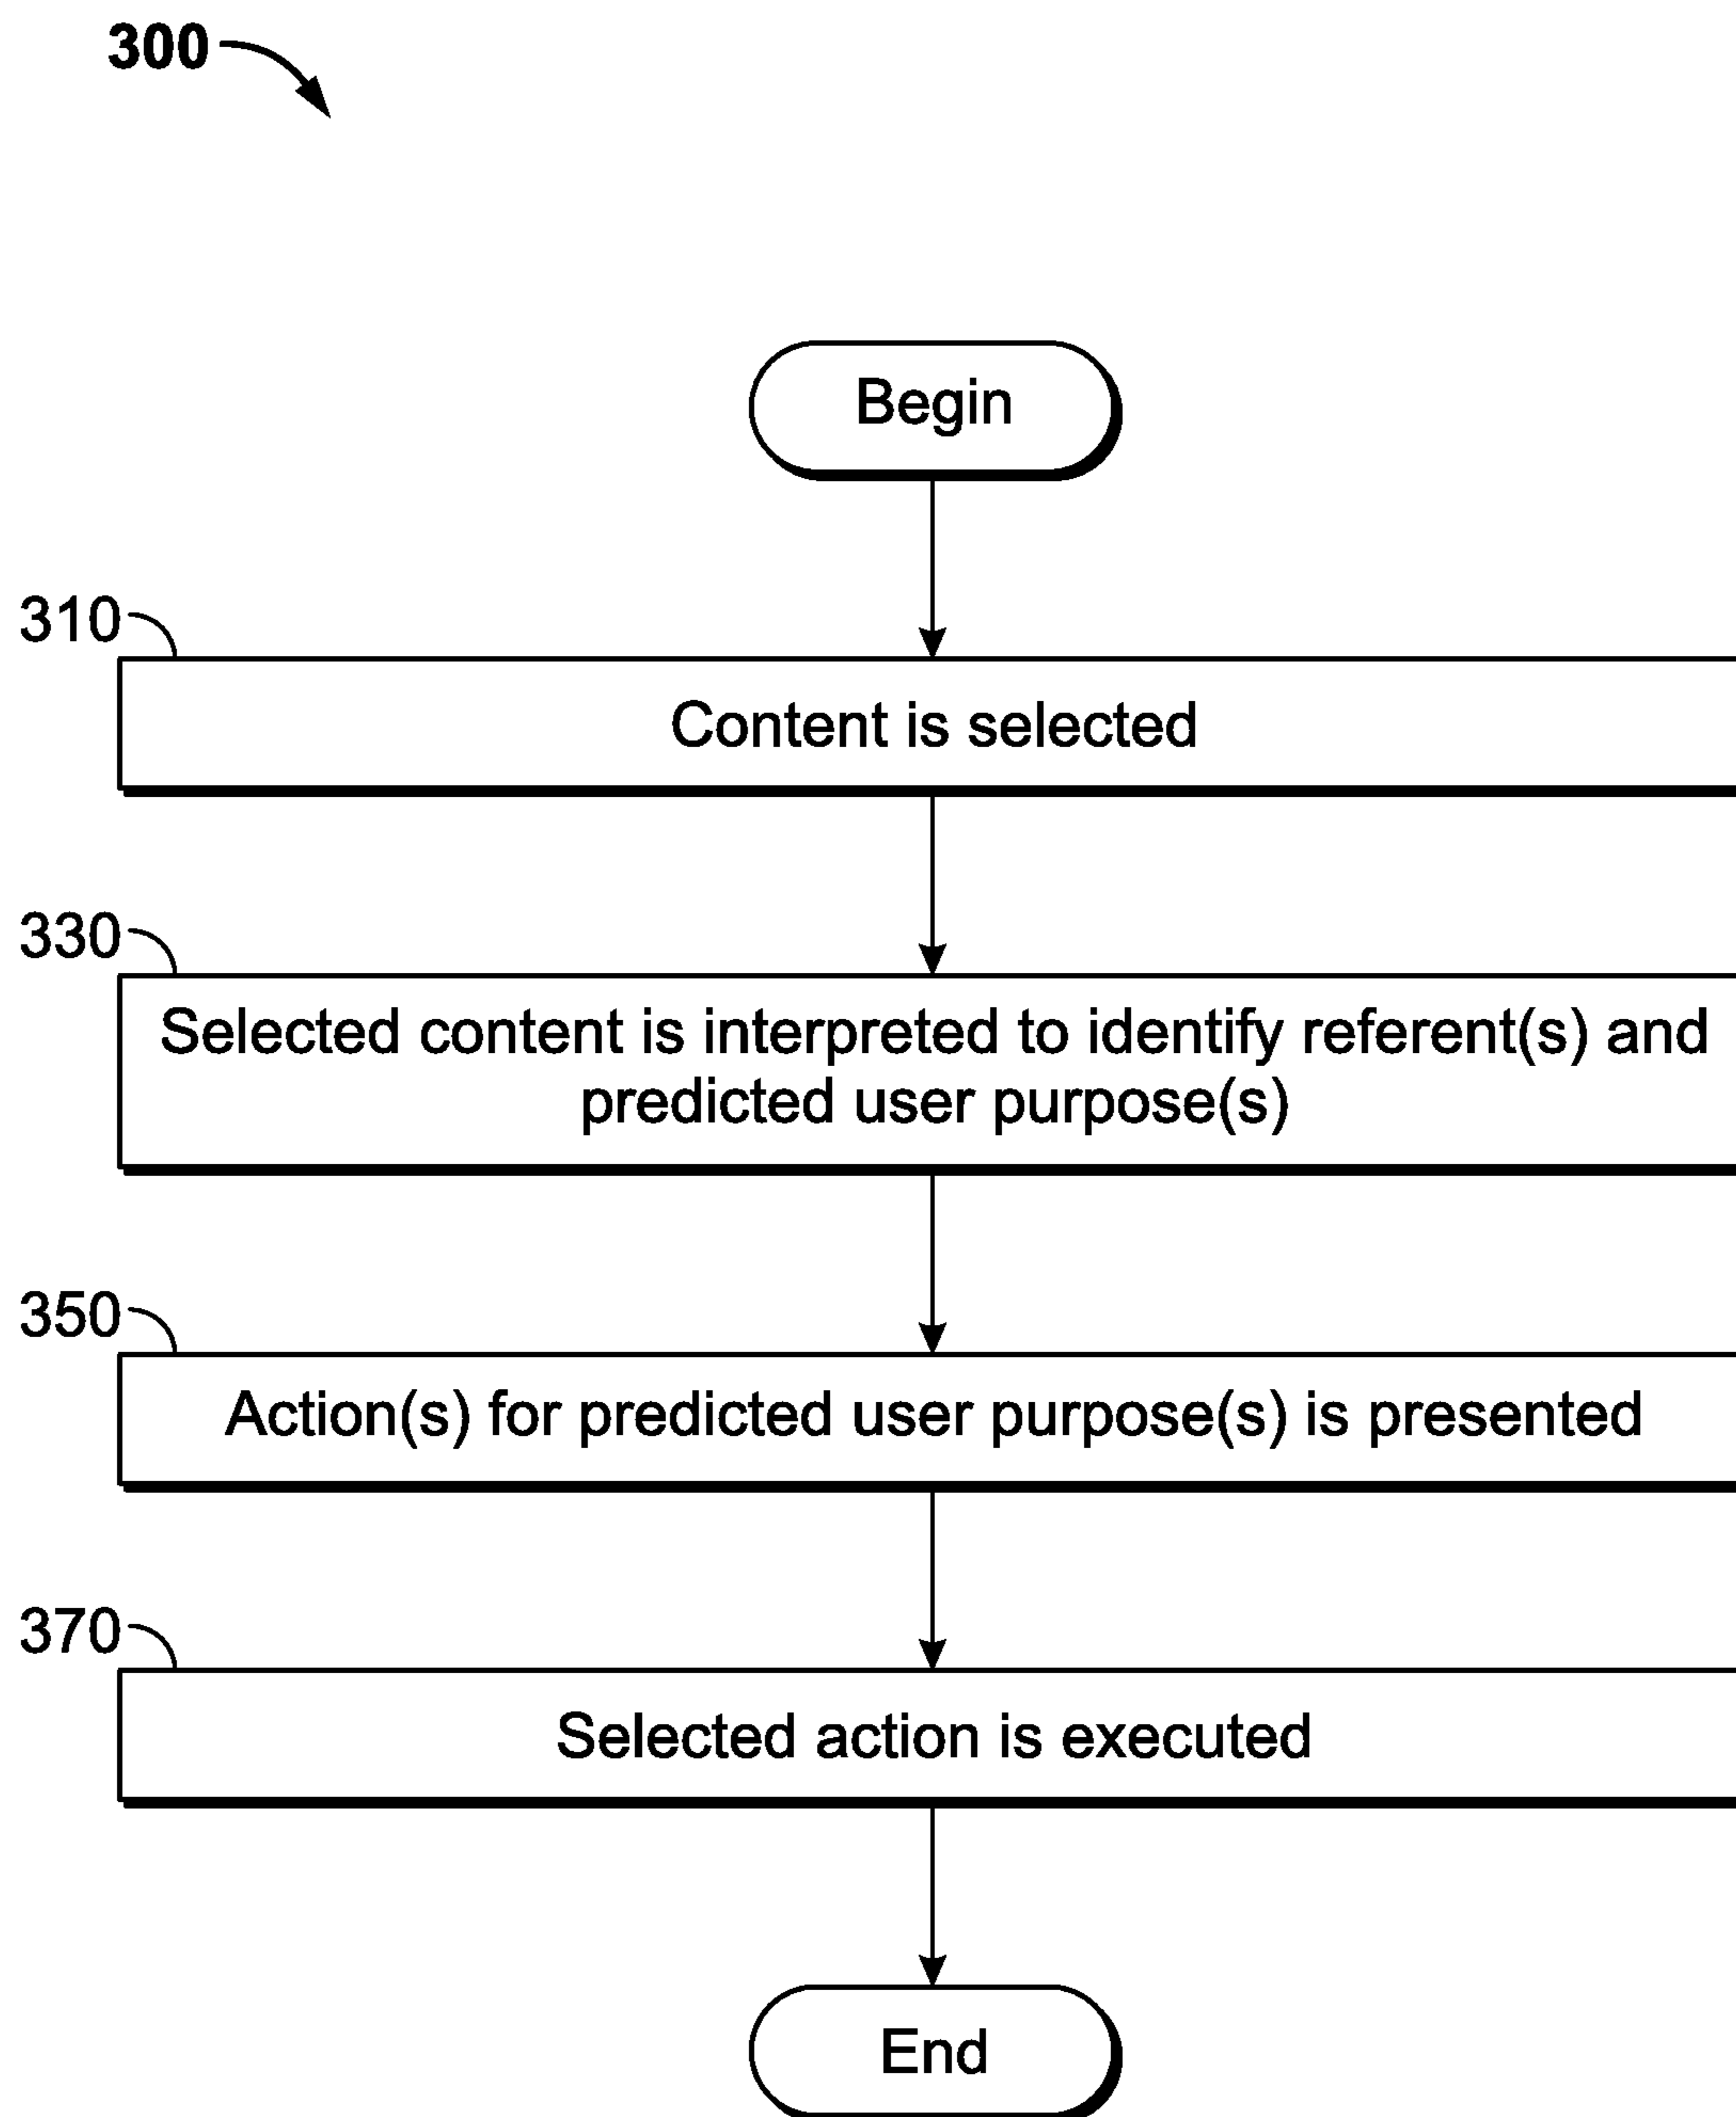 300
Begin
310
Content is selected
330
Selected content is interpreted to identify referent(s) and
predicted user purpose(s)
350
Action(s) for predicted user purpose(s) is presented
370
Selected action is executed
End